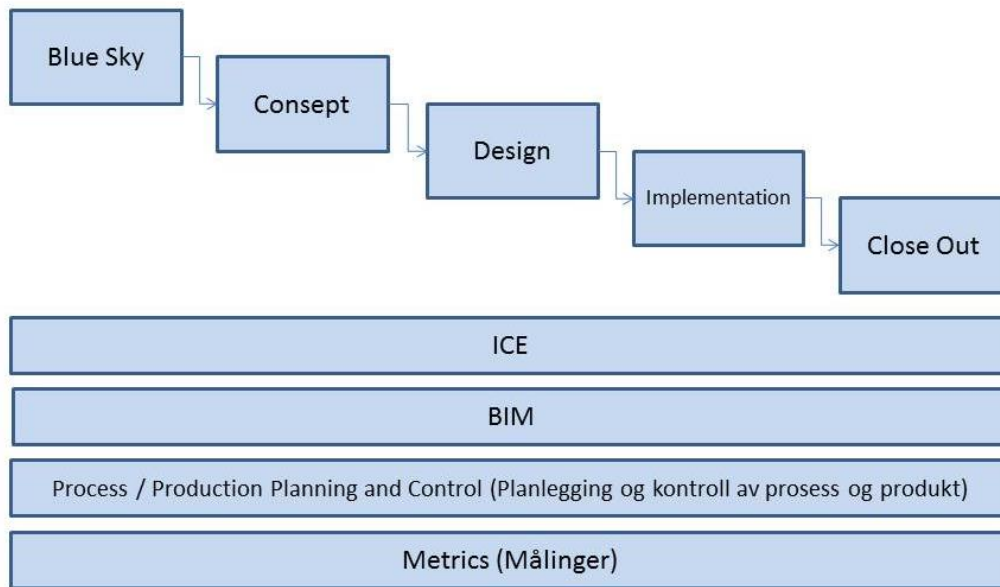 Blue Sky
Consept
Design
Implementation
Close Out
ICE
BIM
Process / Production Planning and Control (Planlegging og kontroll av prosess og produkt)
Metrics (Målinger)